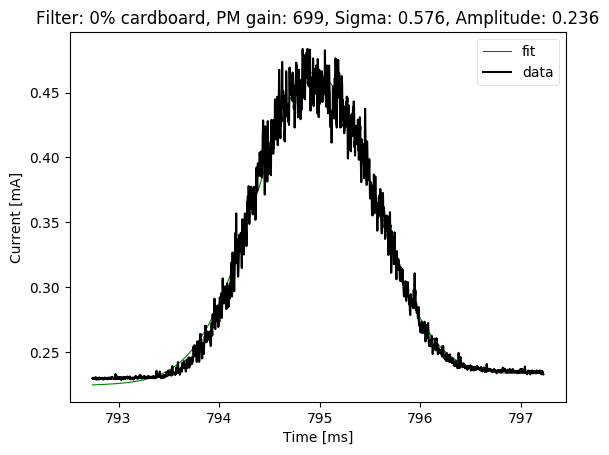 Filter: 0% cardboard, PM gain: 699, Sigma: 0.576, Amplitude: 0.236
fit
data
0.45
0.40
0.35
0.30
0.25
Current [mA]
793 794 795 796 797
Time [ms]